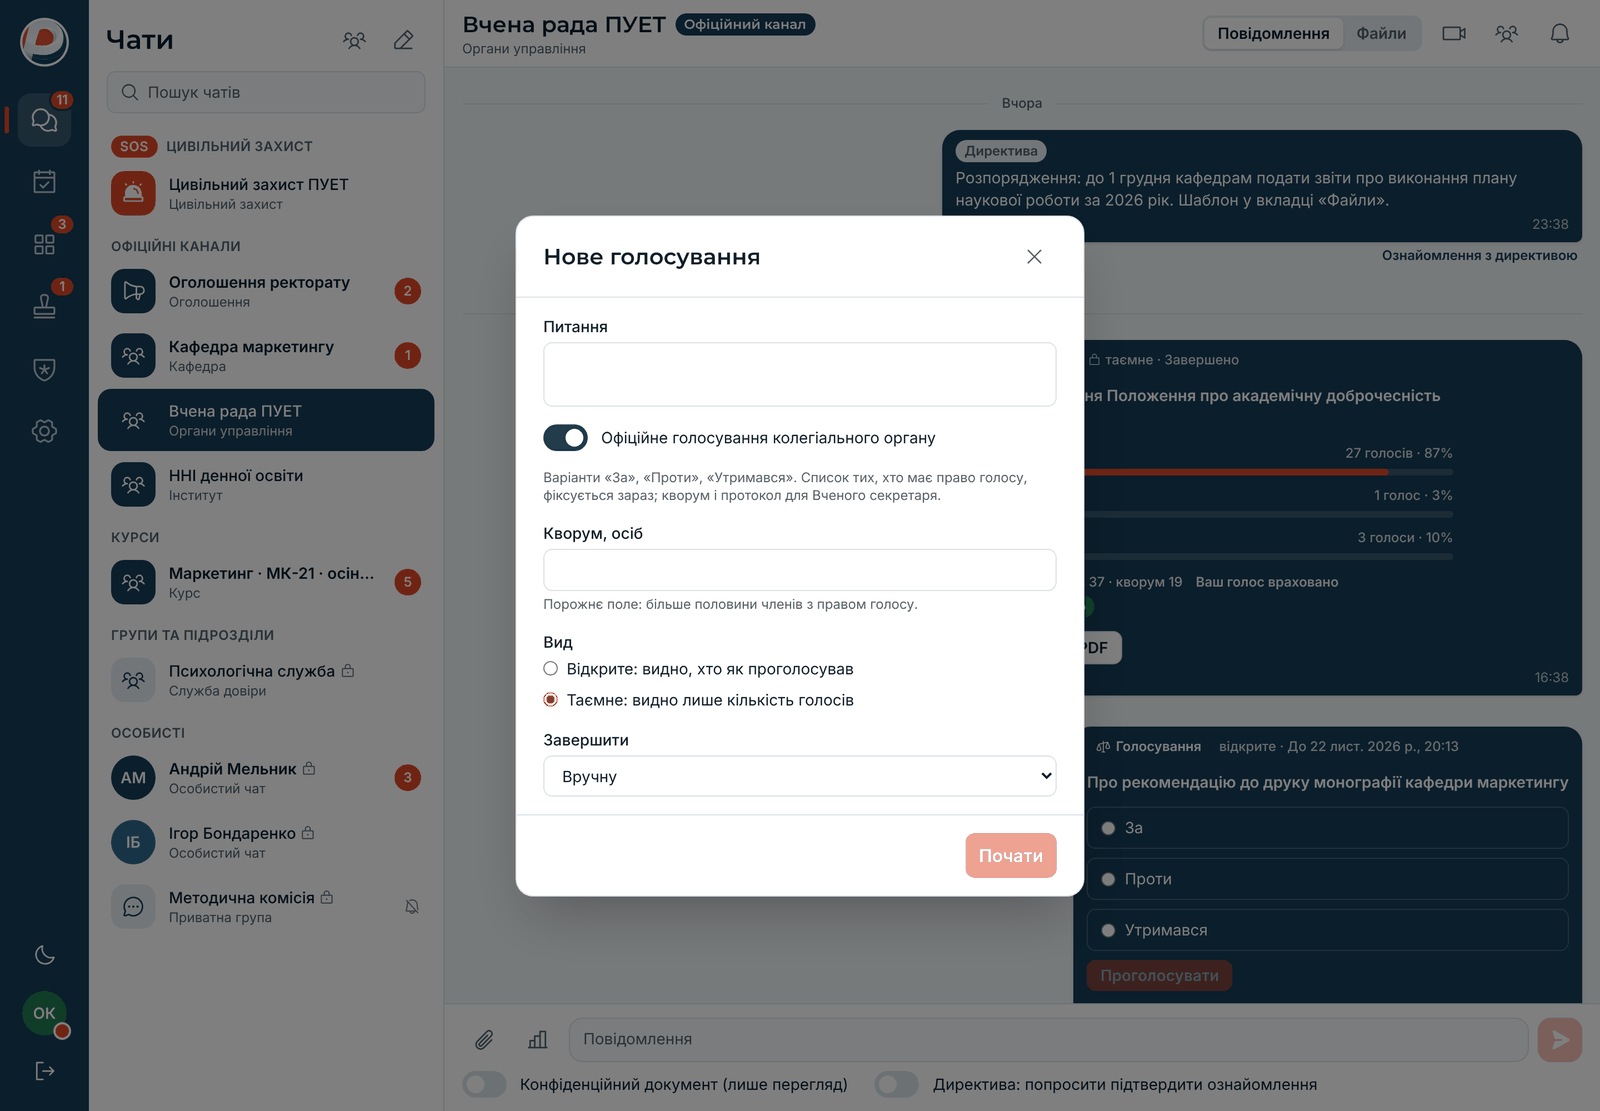 11
3
1
ОК
Чати
Пошук чатів
SOS ЦИВІЛЬНИЙ ЗАХИСТ
Цивільний захист ПУЕТ
Цивільний захист
ОФІЦІЙНІ КАНАЛИ
Оголошення ректорату
Оголошення
2
Кафедра маркетингу
Кафедра
1
Вчена рада ПУЕТ
Органи управління
ННІ денної освіти
Інститут
КУРСИ
Маркетинг · МК-21 · осін...
Курс
5
ГРУПИ ТА ПІДРОЗДІЛИ
Психологічна служба
Служба довіри
ОСОБИСТІ
АМ
Андрій Мельник
Особистий чат
3
ІБ
Ігор Бондаренко
Особистий чат
Методична комісія
Приватна група
Вчена рада ПУЕТ Офіційний канал
Органи управління
Повідомлення Файли
Вчора
Директива
Розпорядження: до 1 грудня кафедрам подати звіти про виконання плану
наукової роботи за 2026 рік. Шаблон у вкладці «Файли».
23:38
Ознайомлення з директивою
таємне · Завершено
ня Положення про академічну доброчесність
27 голосів · 87%
1 голос · 3%
3 голоси · 10%
37 · кворум 19 Ваш голос враховано
PDF
16:38
Голосування відкрите · До 22 лист. 2026 р., 20:13
Про рекомендацію до друку монографії кафедри маркетингу
За
Проти
Утримався
Проголосувати
Нове голосування
Питання
Офіційне голосування колегіального органу
Варіанти «За», «Проти», «Утримався». Список тих, хто має право голосу,
фіксується зараз; кворум і протокол для Вченого секретаря.
Кворум, осіб
Порожнє поле: більше половини членів з правом голосу.
Вид
Відкрите: видно, хто як проголосував
Таємне: видно лише кількість голосів
Завершити
Вручну
Почати
Повідомлення
Конфіденційний документ (лише перегляд)
Директива: попросити підтвердити ознайомлення